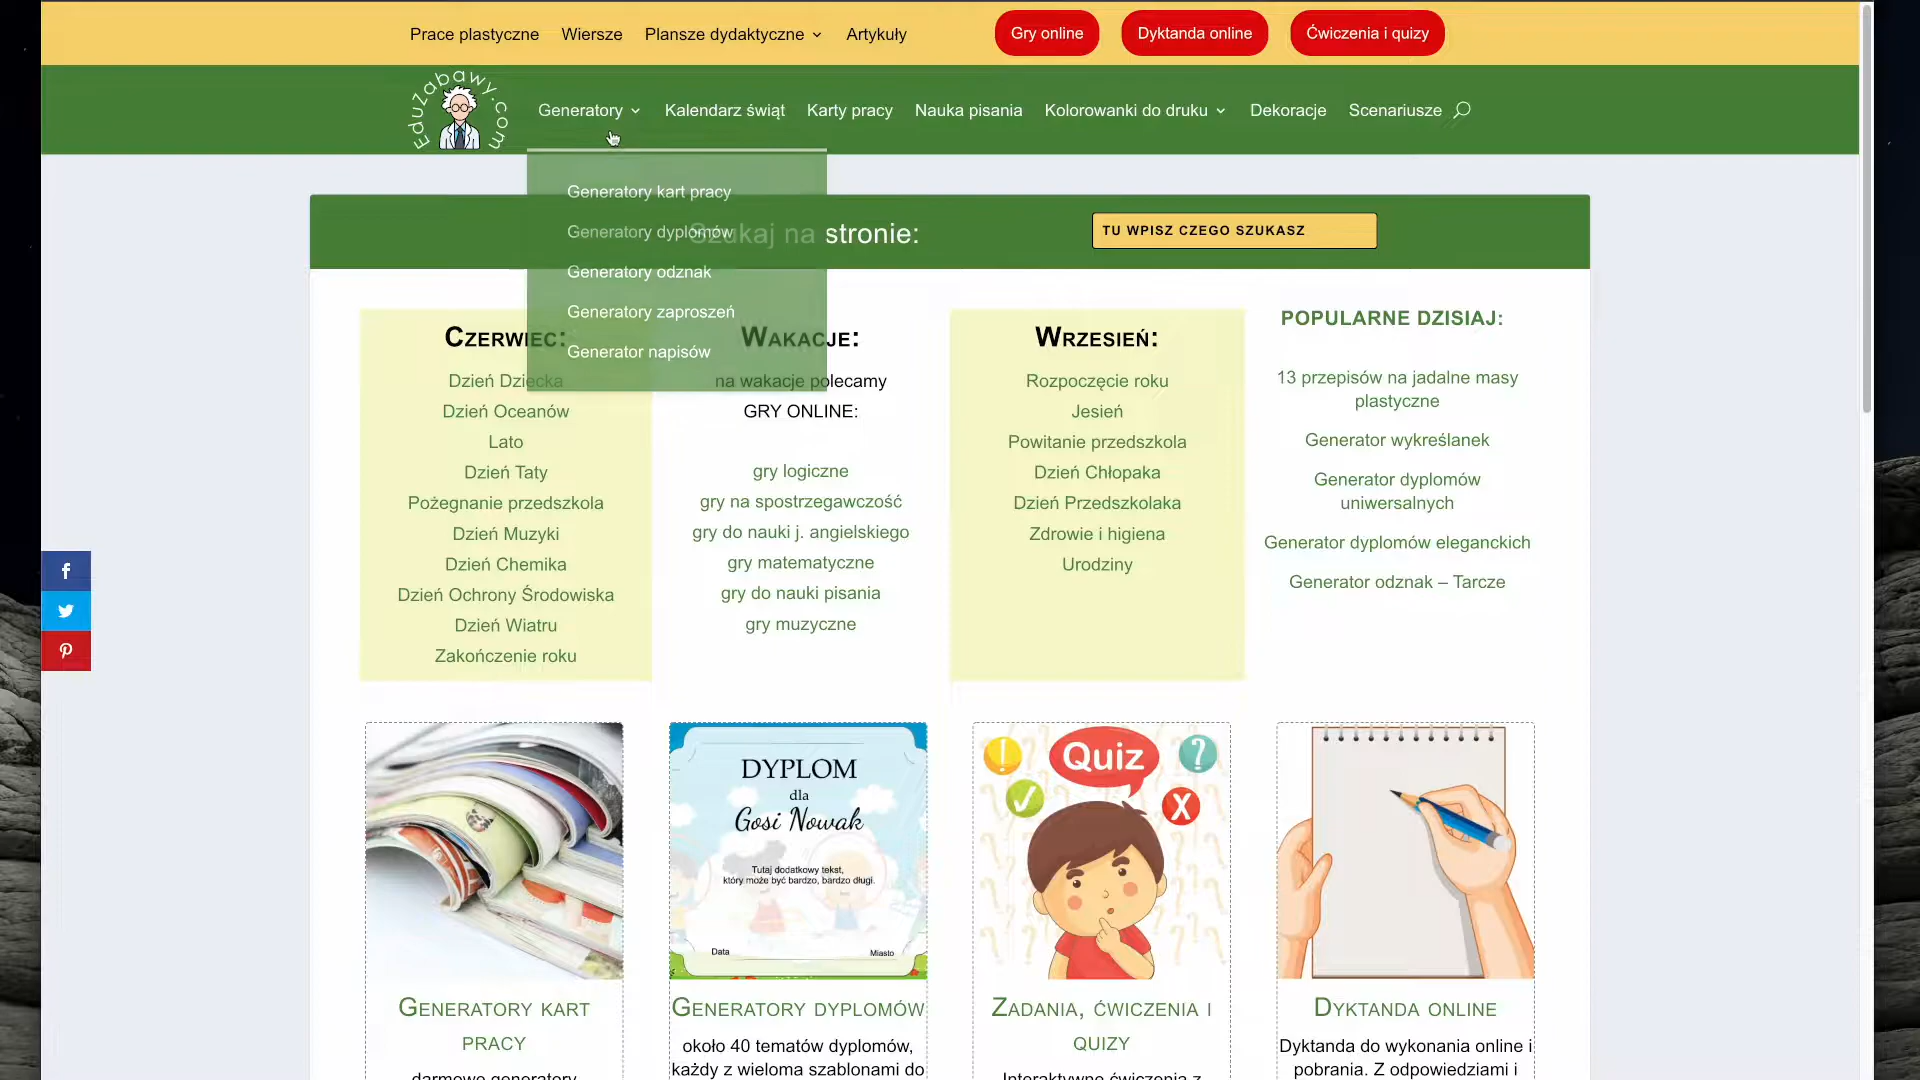 Prace plastyczne
Wiersze
Plansze dydaktyczne
Artykuły
Gry online
Dyktanda online
Ćwiczenia i quizy
EduZabawy.com
Generatory
Kalendarz świąt
Karty pracy
Nauka pisania
Kolorowanki do druku
Dekoracje
Scenariusze
Generatory kart pracy
Generatory dyplomów
Generatory odznak
Generatory zaproszeń
Generator napisów
Szukaj na stronie:
TU WPISZ CZEGO SZUKASZ
Czerwiec:
Dzień Dziecka
Dzień Oceanów
Lato
Dzień Taty
Pożegnanie przedszkola
Dzień Muzyki
Dzień Chemika
Dzień Ochrony Środowiska
Dzień Wiatru
Zakończenie roku
Wakacje:
na wakacje polecamy
GRY ONLINE:
gry logiczne
gry na spostrzegawczość
gry do nauki j. angielskiego
gry matematyczne
gry do nauki pisania
gry muzyczne
Wrzesień:
Rozpoczęcie roku
Jesień
Powitanie przedszkola
Dzień Chłopaka
Dzień Przedszkolaka
Zdrowie i higiena
Urodziny
POPULARNE DZISIAJ:
13 przepisów na jadalne masy
plastyczne
Generator wykreślanek
Generator dyplomów
uniwersalnych
Generator dyplomów eleganckich
Generator odznak – Tarcze
Generatory kart
pracy
darmowe generatory
DYPLOM
dla
Gosi Nowak
Tutaj dodatkowy tekst,
który może być bardzo, bardzo długi.
Data
Miasto
Generatory dyplomów
około 40 tematów dyplomów,
każdy z wieloma szablonami do
Quiz
Zadania, ćwiczenia i
quizy
Interaktywne ćwiczenia z
Dyktanda online
Dyktanda do wykonania online i
pobrania. Z odpowiedziami i